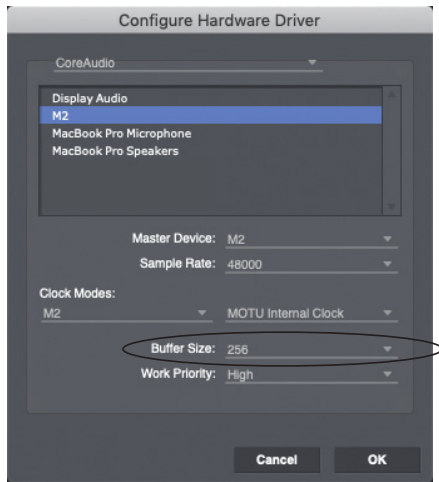 Configure Hardware Driver
CoreAudio
Display Audio
M2
MacBook Pro Microphone
MacBook Pro Speakers
Master Device: M2
Sample Rate: 48000
Clock Modes:
M2 MOTU Internal Clock
Buffer Size: 256
Work Priority: High
Cancel OK